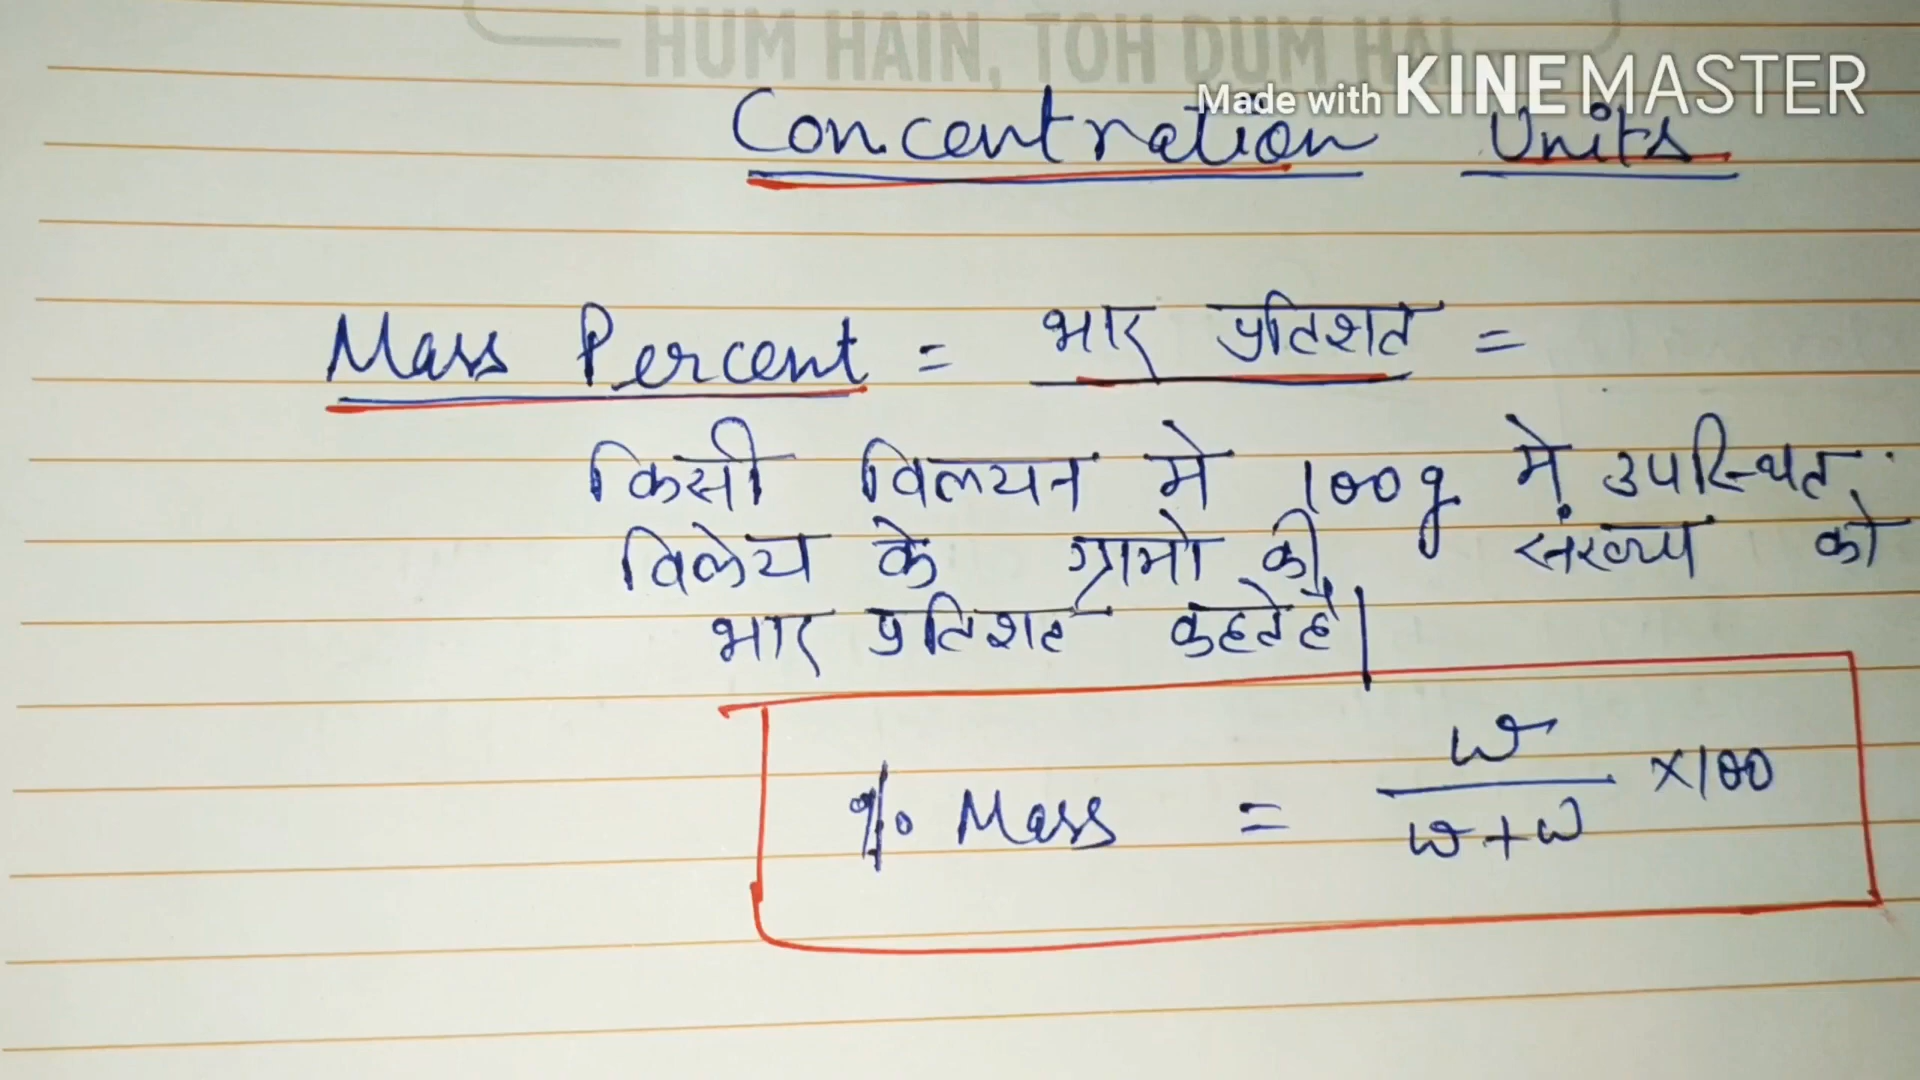 HUM HAIN, TOH DUM HAI
Made with KINEMASTER
Concentration Units
Mass Percent = भार प्रतिशत =
किसी विलयन मे 100g में उपस्थित
विलेय के ग्रामो की संख्या को
भार प्रतिशत कहते है|
% Mass = w/w+W ×100